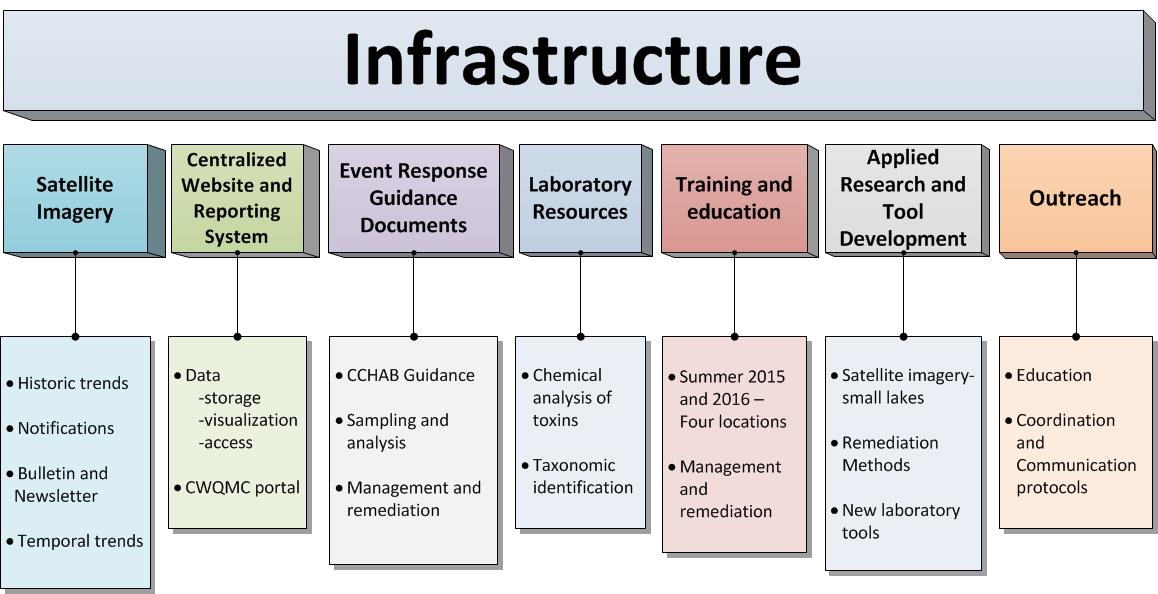 Infrastructure
Satellite
Imagery
Centralized
Website and
Reporting
System
Event Response
Guidance
Documents
Laboratory
Resources
Training and
education
Applied
Research and
Tool
Development
Outreach
• Historic trends
• Notifications
• Bulletin and
Newsletter
• Temporal trends
• Data
-storage
-visualization
-access
• CWQMC portal
• CCHAB Guidance
• Sampling and
analysis
• Management and
remediation
• Chemical
analysis of
toxins
• Taxonomic
identification
• Summer 2015
and 2016 –
Four locations
• Management
and
remediation
• Satellite imagery-
small lakes
• Remediation
Methods
• New laboratory
tools
• Education
• Coordination
and
Communication
protocols